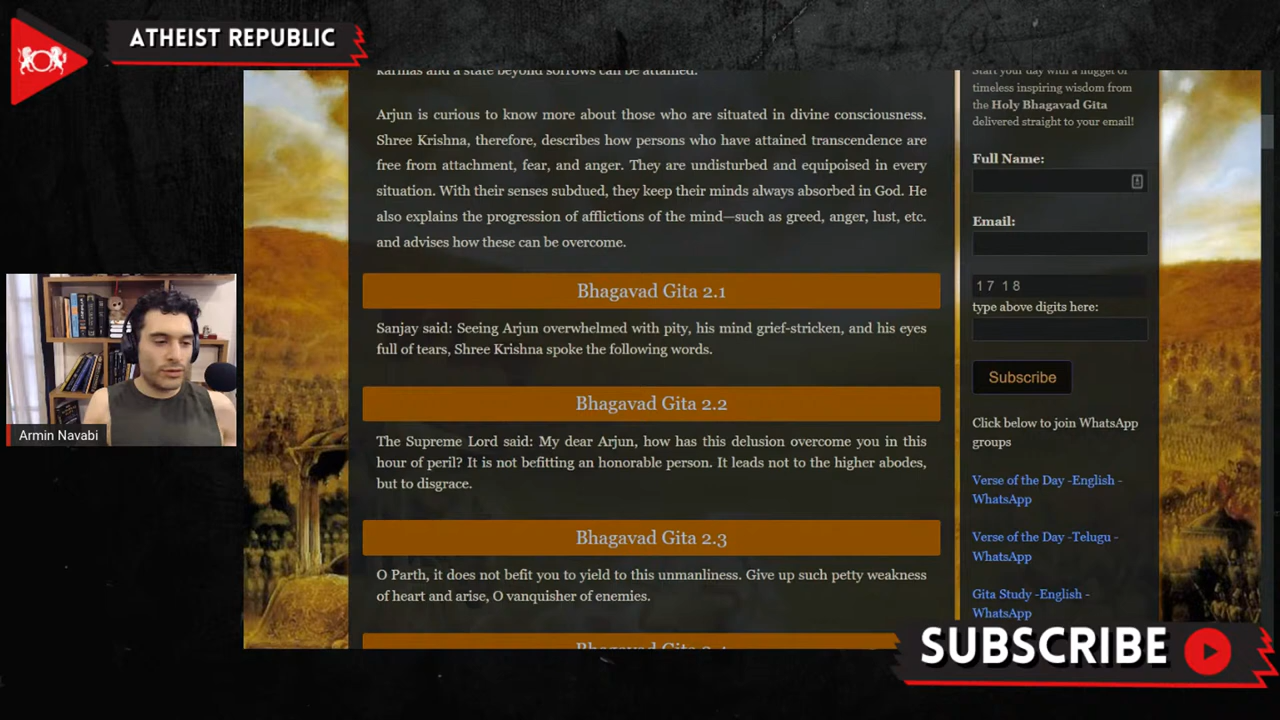 ATHEIST REPUBLIC
karmas and a state beyond sorrows can be attained.
Arjun is curious to know more about those who are situated in divine consciousness.
Shree Krishna, therefore, describes how persons who have attained transcendence are
free from attachment, fear, and anger. They are undisturbed and equipoised in every
situation. With their senses subdued, they keep their minds always absorbed in God. He
also explains the progression of afflictions of the mind—such as greed, anger, lust, etc.
and advises how these can be overcome.
Bhagavad Gita 2.1
Sanjay said: Seeing Arjun overwhelmed with pity, his mind grief-stricken, and his eyes
full of tears, Shree Krishna spoke the following words.
Bhagavad Gita 2.2
The Supreme Lord said: My dear Arjun, how has this delusion overcome you in this
hour of peril? It is not befitting an honorable person. It leads not to the higher abodes,
but to disgrace.
Bhagavad Gita 2.3
O Parth, it does not befit you to yield to this unmanliness. Give up such petty weakness
of heart and arise, O vanquisher of enemies.
Bhagavad Gita
Start your day with a nugget of
timeless inspiring wisdom from
the Holy Bhagavad Gita
delivered straight to your email!
Full Name:
Email:
17 18
type above digits here:
Subscribe
Click below to join WhatsApp
groups
Verse of the Day -English -
WhatsApp
Verse of the Day -Telugu -
WhatsApp
Gita Study -English -
WhatsApp
Armin Navabi
SUBSCRIBE